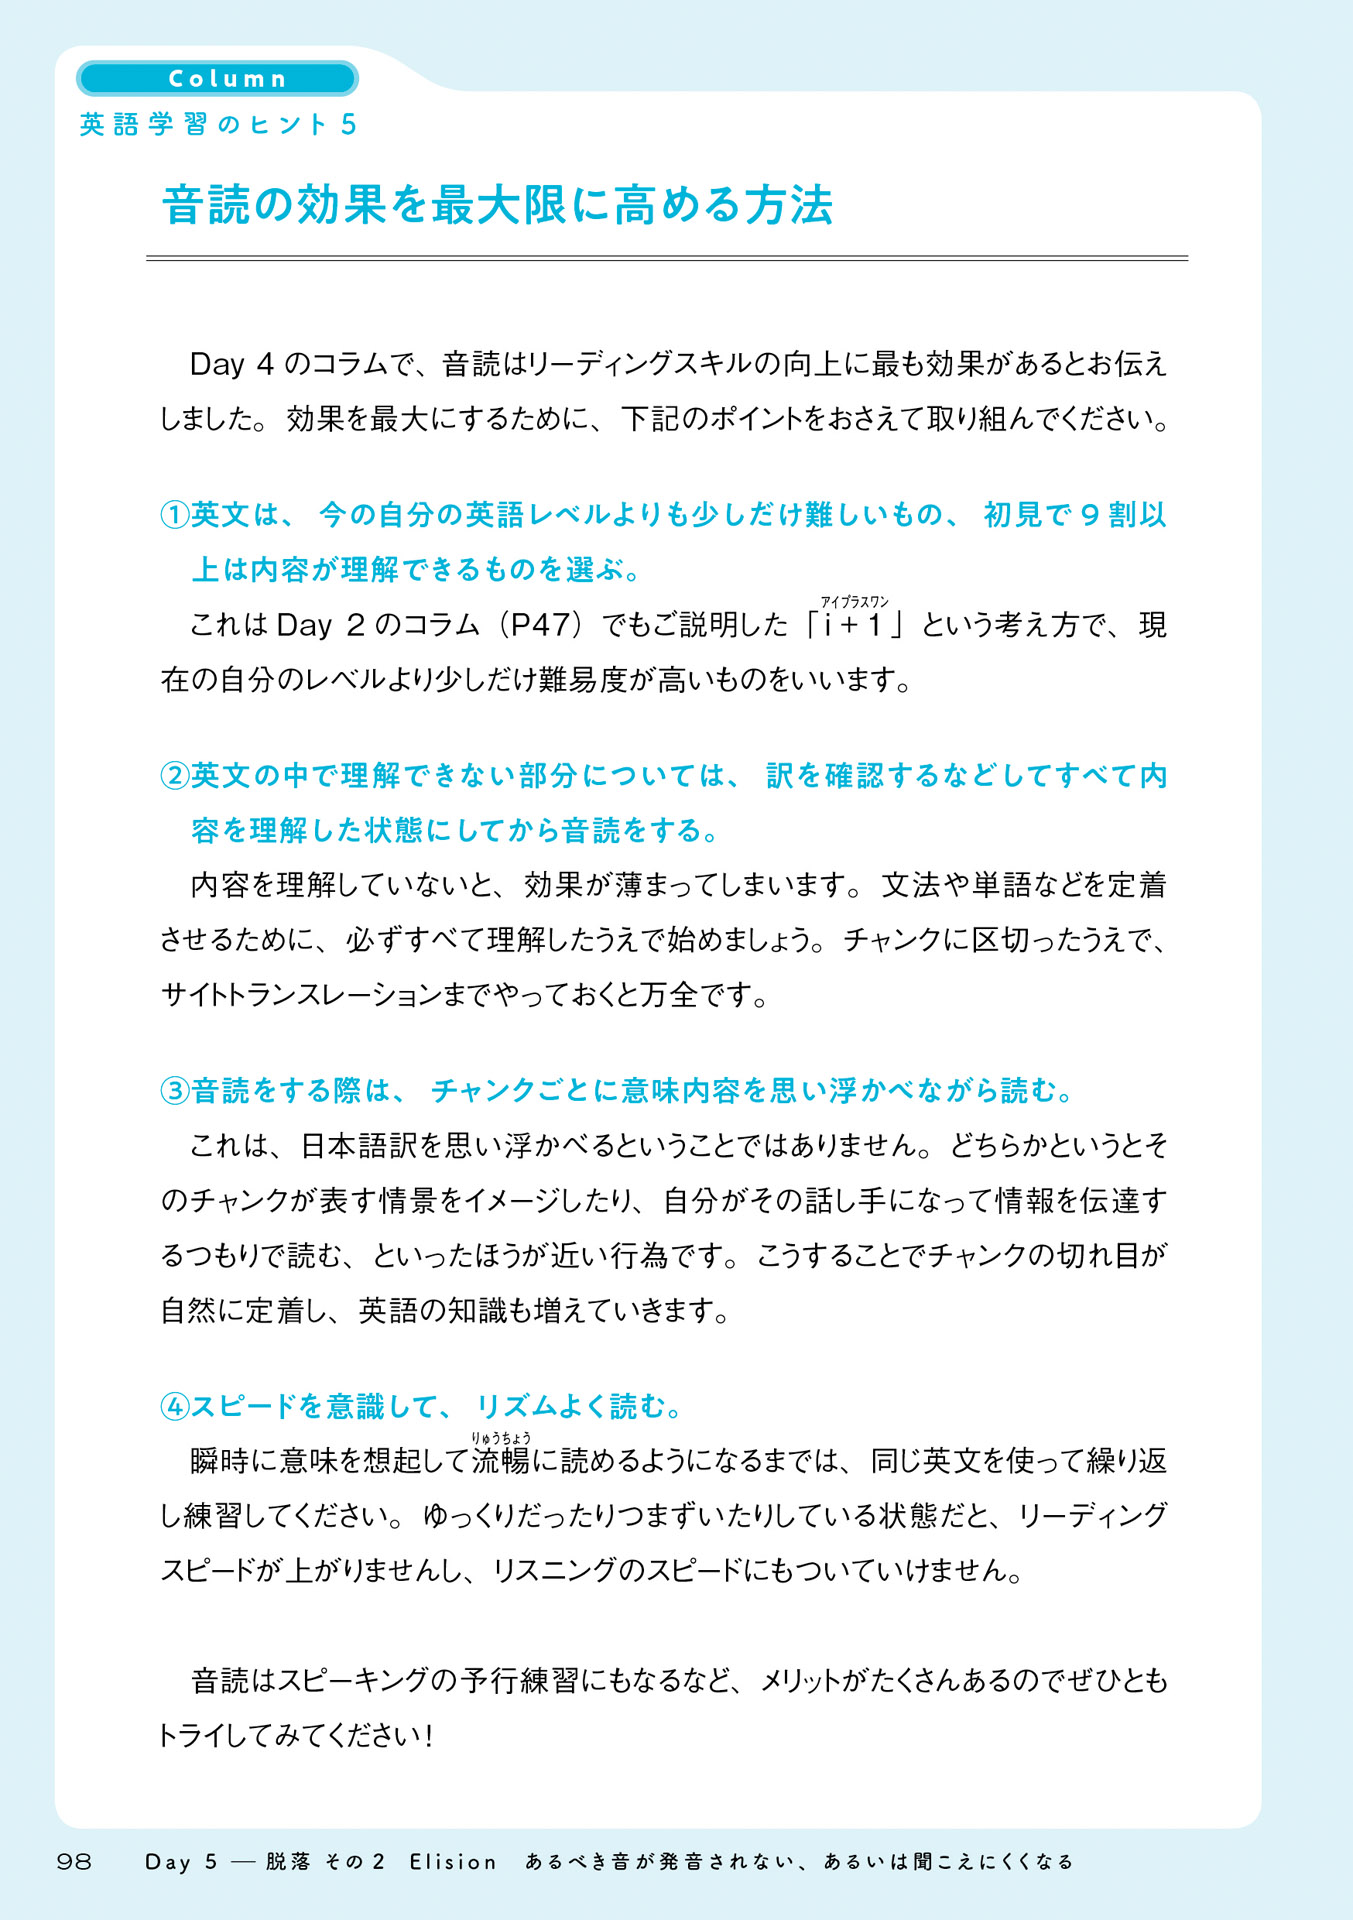 Column
英語学習のヒント5
音読の効果を最大限に高める方法
Day 4 のコラムで、音読はリーディングスキルの向上に最も効果があるとお伝え
しました。効果を最大にするために、下記のポイントをおさえて取り組んでください。
①英文は、今の自分の英語レベルよりも少しだけ難しいもの、初見で9割以
上は内容が理解できるものを選ぶ。
アイプラスワン
これは Day 2 のコラム（P47）でもご説明した「i＋1」という考え方で、現
在の自分のレベルより少しだけ難易度が高いものをいいます。
②英文の中で理解できない部分については、訳を確認するなどしてすべて内
容を理解した状態にしてから音読をする。
内容を理解していないと、効果が薄まってしまいます。文法や単語などを定着
させるために、必ずすべて理解したうえで始めましょう。チャンクに区切ったうえで、
サイトトランスレーションまでやっておくと万全です。
③音読をする際は、チャンクごとに意味内容を思い浮かべながら読む。
これは、日本語訳を思い浮かべるということではありません。どちらかというとそ
のチャンクが表す情景をイメージしたり、自分がその話し手になって情報を伝達す
るつもりで読む、といったほうが近い行為です。こうすることでチャンクの切れ目が
自然に定着し、英語の知識も増えていきます。
④スピードを意識して、リズムよく読む。
りゅうちょう
瞬時に意味を想起して流暢に読めるようになるまでは、同じ英文を使って繰り返
し練習してください。ゆっくりだったりつまずいたりしている状態だと、リーディング
スピードが上がりませんし、リスニングのスピードにもついていけません。
音読はスピーキングの予行練習にもなるなど、メリットがたくさんあるのでぜひとも
トライしてみてください！
98 Day 5 — 脱落 その2 Elision あるべき音が発音されない、あるいは聞こえにくくなる